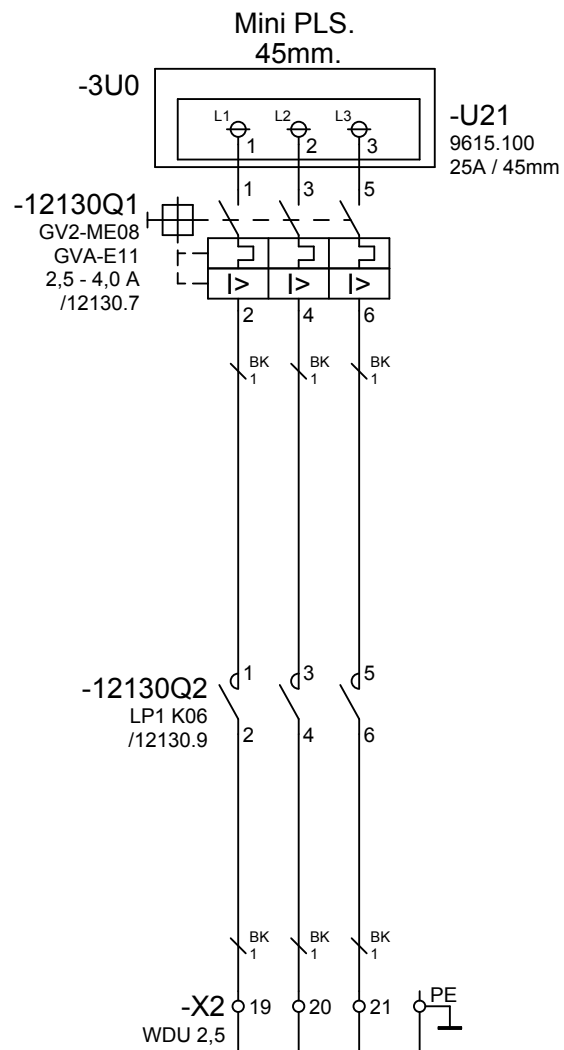 Mini PLS.
45mm.
-3U0
L1 L2 L3
1 2 3
-U21
9615.100
25A / 45mm
1 3 5
-12130Q1
GV2-ME08
GVA-E11
2,5 - 4,0 A
/12130.7
I> I> I>
2 4 6
BK BK BK
1 1 1
1 3 5
-12130Q2
LP1 K06
/12130.9
2 4 6
BK BK BK
1 1 1
-X2 19 20 21 PE
WDU 2,5